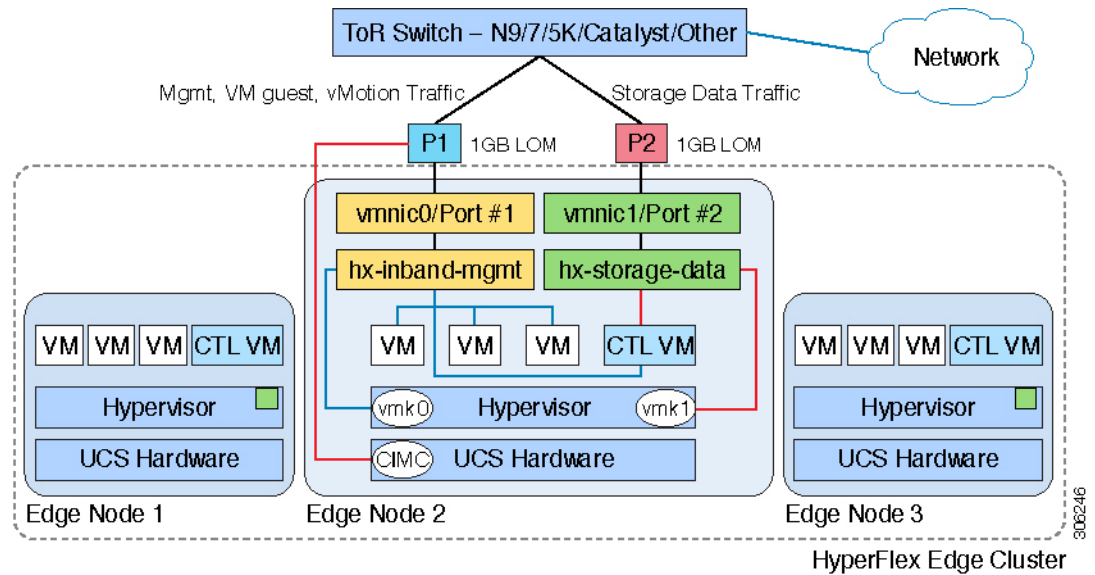 ToR Switch – N9/7/5K/Catalyst/Other
Network
Mgmt, VM guest, vMotion Traffic
Storage Data Traffic
P1
1GB LOM
P2
1GB LOM
vmnic0/Port #1
vmnic1/Port #2
hx-inband-mgmt
hx-storage-data
VM
VM
VM
CTL VM
Hypervisor
UCS Hardware
Edge Node 1
VM
VM
VM
CTL VM
vmk0
Hypervisor
vmk1
CIMC
UCS Hardware
Edge Node 2
VM
VM
VM
CTL VM
Hypervisor
UCS Hardware
Edge Node 3
306246
HyperFlex Edge Cluster